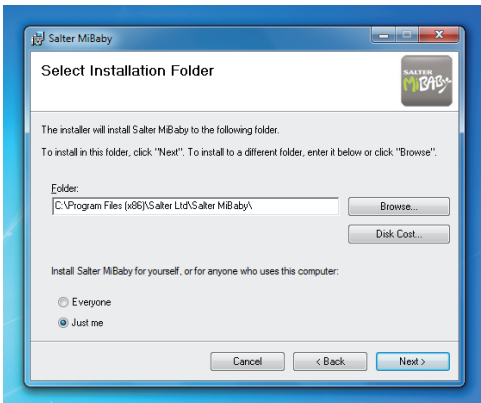 Salter MiBaby
Select Installation Folder
SALTER
MiBABY
The installer will install Salter MiBaby to the following folder.
To install in this folder, click "Next". To install to a different folder, enter it below or click "Browse".
Folder:
C:\Program Files (x86)\Salter Ltd\Salter MiBaby\
Browse...
Disk Cost...
Install Salter MiBaby for yourself, or for anyone who uses this computer:
Everyone
Just me
Cancel
< Back
Next >